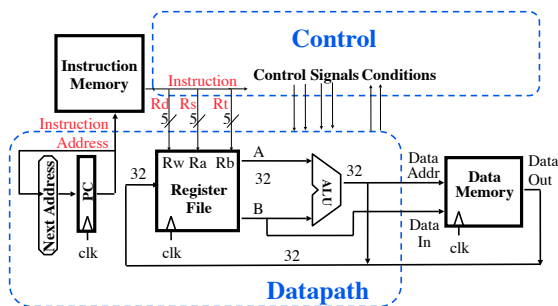 Control
Instruction
Memory
Instruction
Control Signals Conditions
Rd Rs Rt
5 5 5
Instruction
Address
Rw Ra Rb
A
32
32
Register
File
32
B
ALU
Next Address
PC
clk
clk
Data
Addr
Data
Memory
Data
Out
Data
In
clk
32
Datapath